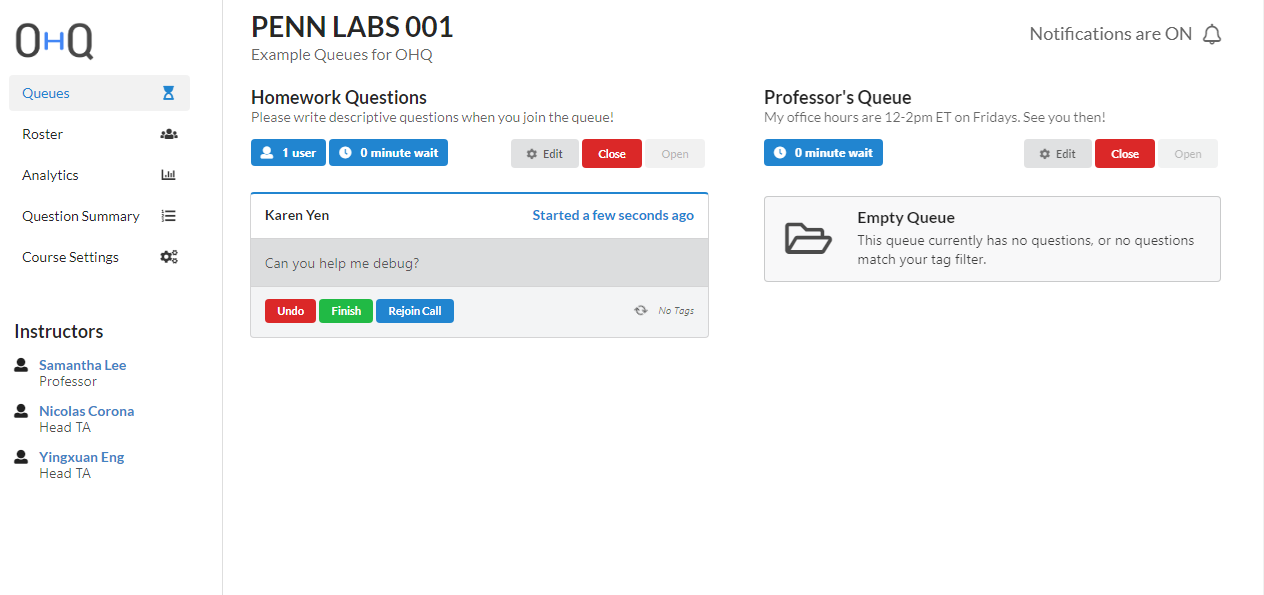 OHQ
Queues
Roster
Analytics
Question Summary
Course Settings
Instructors
Samantha Lee
Professor
Nicolas Corona
Head TA
Yingxuan Eng
Head TA
PENN LABS 001
Example Queues for OHQ
Notifications are ON
Homework Questions
Please write descriptive questions when you join the queue!
1 user 0 minute wait Edit Close Open
Karen Yen Started a few seconds ago
Can you help me debug?
Undo Finish Rejoin Call No Tags
Professor's Queue
My office hours are 12-2pm ET on Fridays. See you then!
0 minute wait Edit Close Open
Empty Queue
This queue currently has no questions, or no questions
match your tag filter.